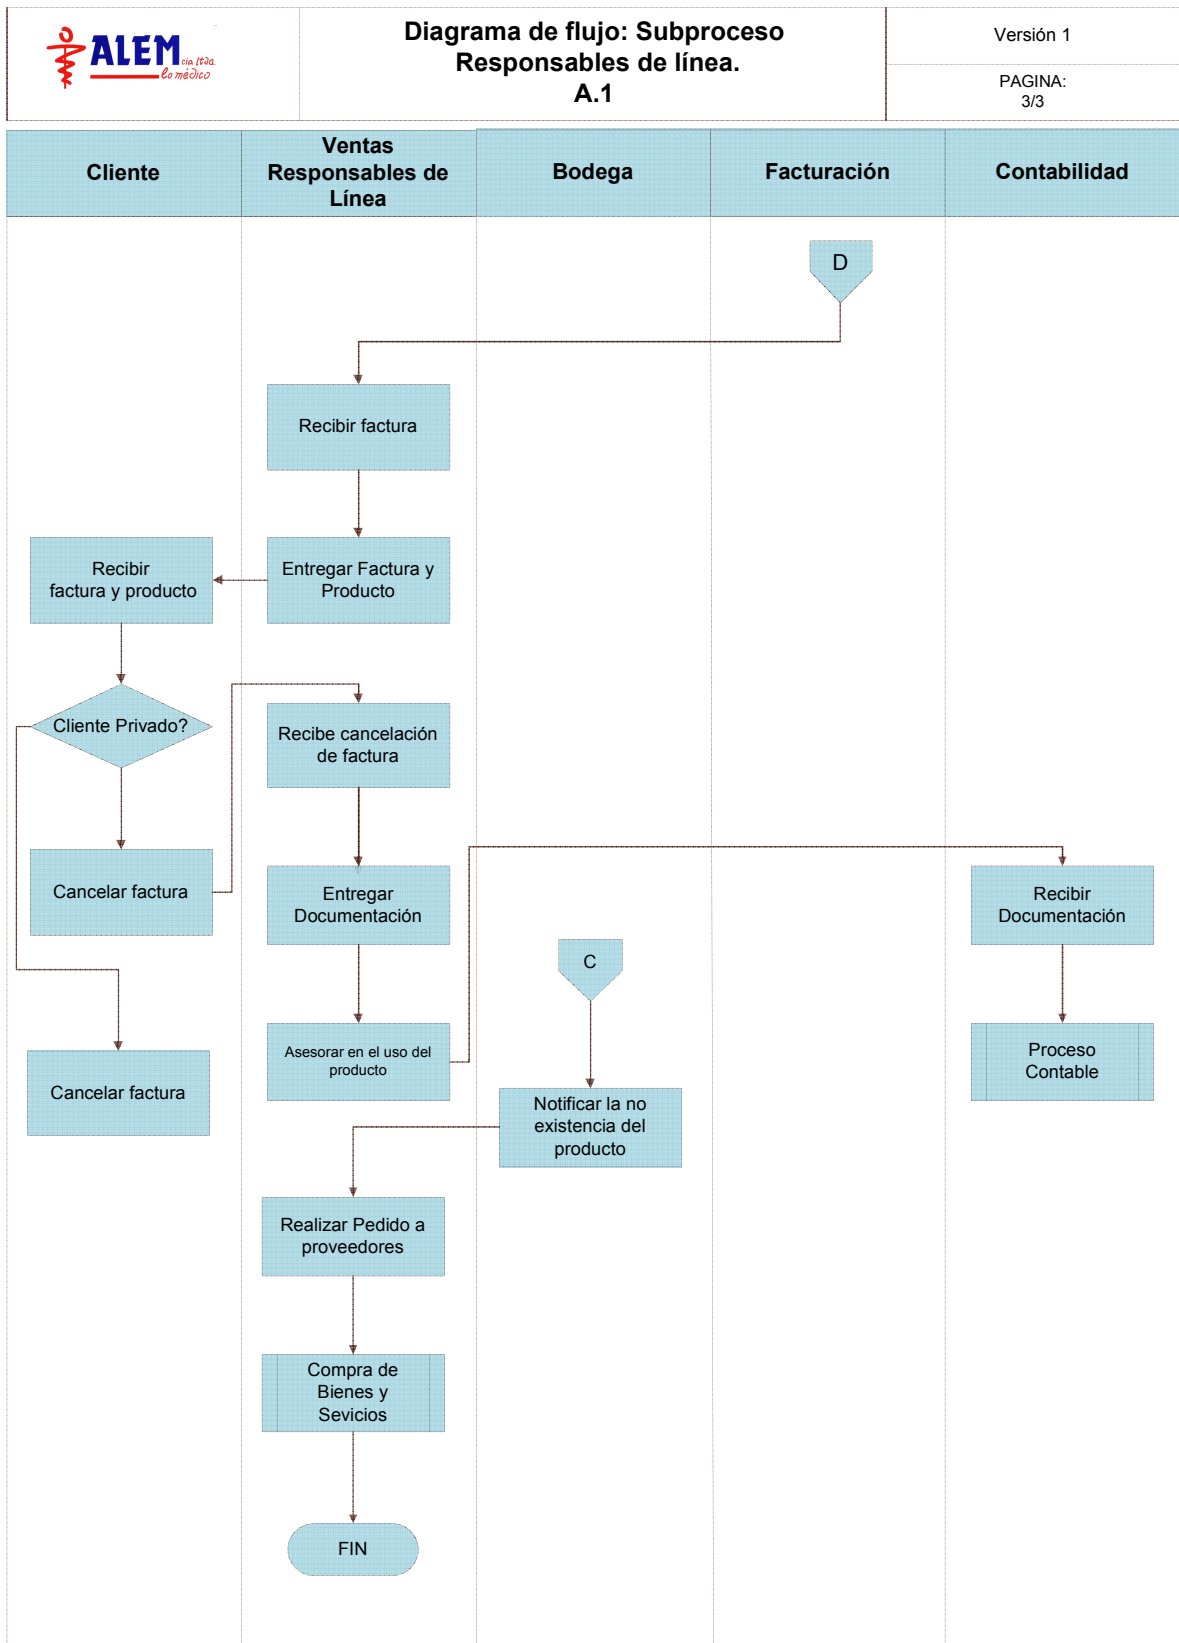 ALEM
cia ltda.
lo médico
Diagrama de flujo: Subproceso
Responsables de línea.
A.1
Versión 1
PAGINA:
3/3
Cliente
Ventas
Responsables de
Línea
Bodega
Facturación
Contabilidad
D
Recibir factura
Recibir
factura y producto
Entregar Factura y
Producto
Cliente Privado?
Recibe cancelación
de factura
Cancelar factura
Entregar
Documentación
Recibir
Documentación
C
Cancelar factura
Asesorar en el uso del
producto
Proceso
Contable
Notificar la no
existencia del
producto
Realizar Pedido a
proveedores
Compra de
Bienes y
Sevicios
FIN